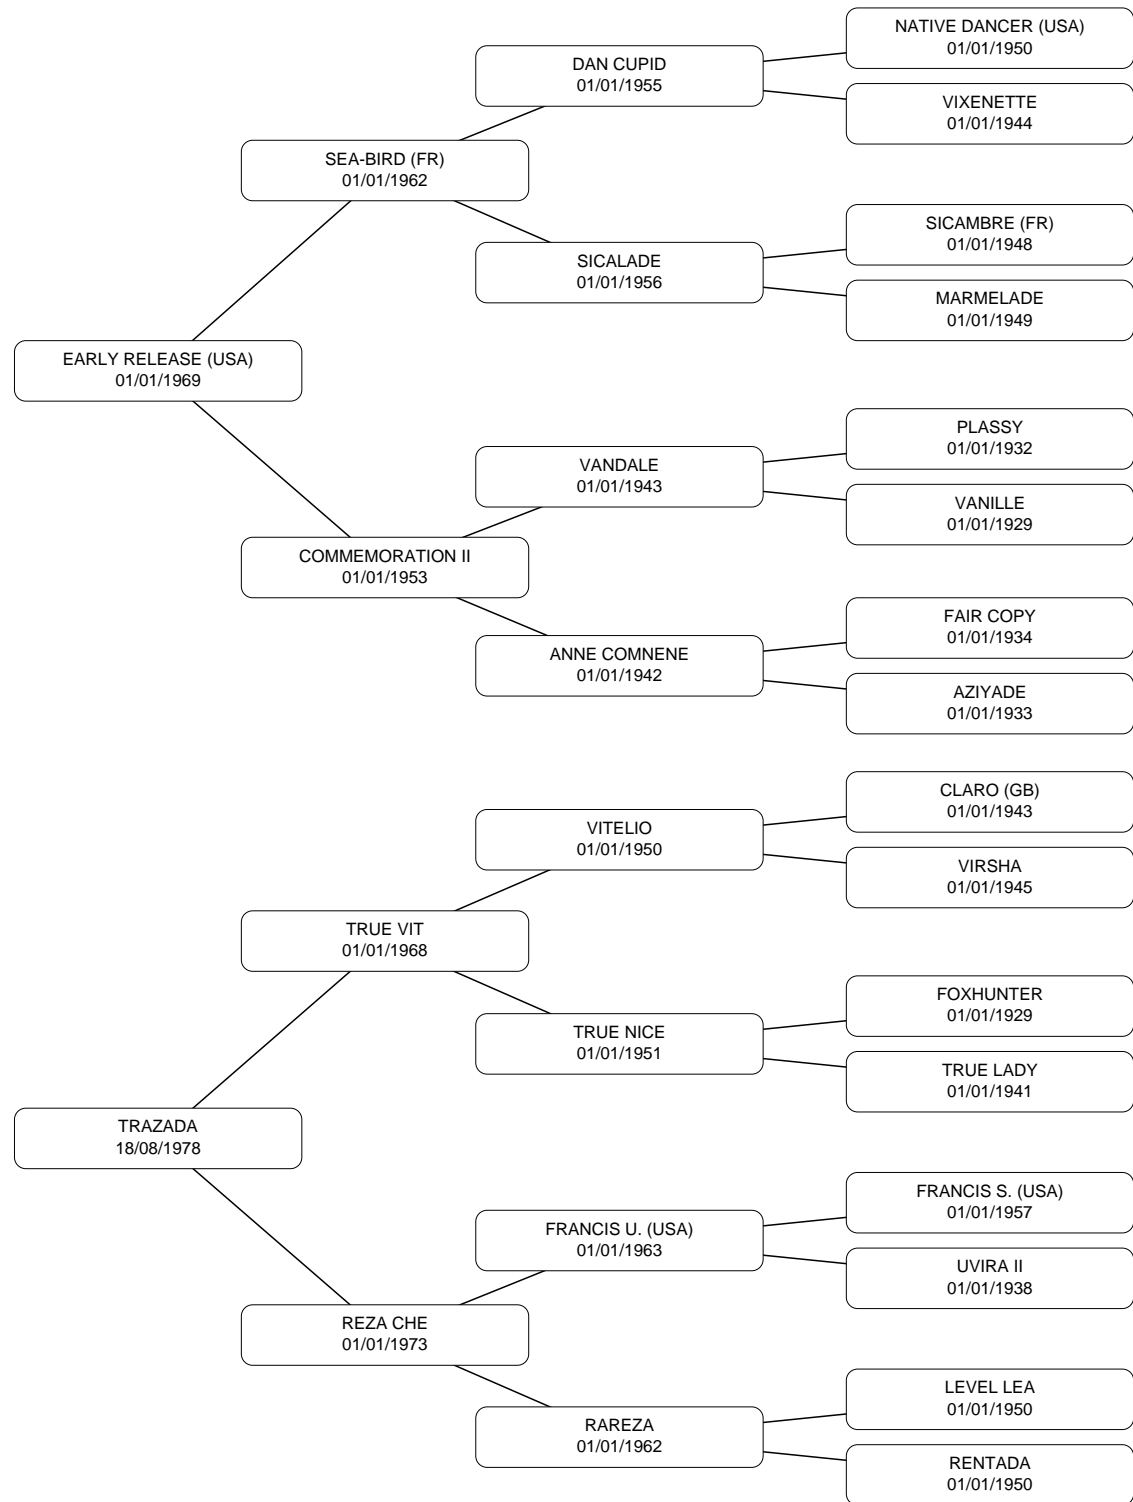 NATIVE DANCER (USA)
01/01/1950
DAN CUPID
01/01/1955
VIXENETTE
01/01/1944
SEA-BIRD (FR)
01/01/1962
SICAMBRE (FR)
01/01/1948
SICALADE
01/01/1956
MARMELADE
01/01/1949
EARLY RELEASE (USA)
01/01/1969
PLASSY
01/01/1932
VANDALE
01/01/1943
VANILLE
01/01/1929
COMMEMORATION II
01/01/1953
FAIR COPY
01/01/1934
ANNE COMNENE
01/01/1942
AZIYADE
01/01/1933
CLARO (GB)
01/01/1943
VITELIO
01/01/1950
VIRSHA
01/01/1945
TRUE VIT
01/01/1968
FOXHUNTER
01/01/1929
TRUE NICE
01/01/1951
TRUE LADY
01/01/1941
TRAZADA
18/08/1978
FRANCIS S. (USA)
01/01/1957
FRANCIS U. (USA)
01/01/1963
UVIRA II
01/01/1938
REZA CHE
01/01/1973
LEVEL LEA
01/01/1950
RAREZA
01/01/1962
RENTADA
01/01/1950